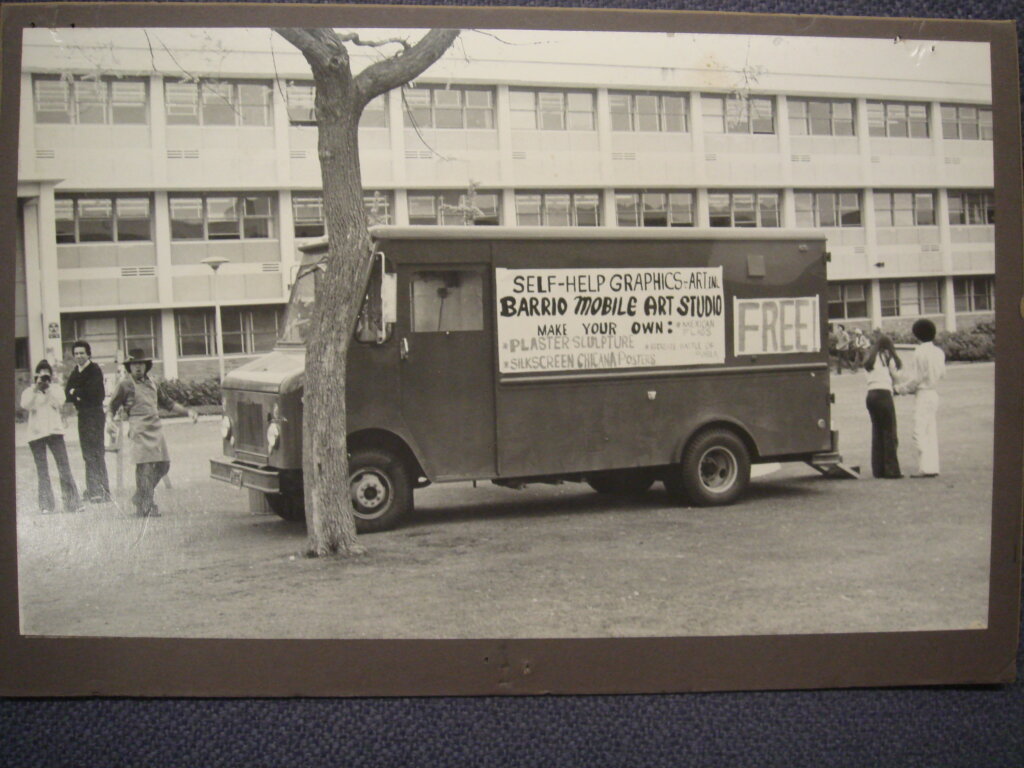 SELF-HELP GRAPHICS-ART INC.
BARRIO MOBILE ART STUDIO
MAKE YOUR OWN: * MEXICAN
* PLASTER SCULPTURE
* SILKSCREEN CHICANA POSTERS
FREE